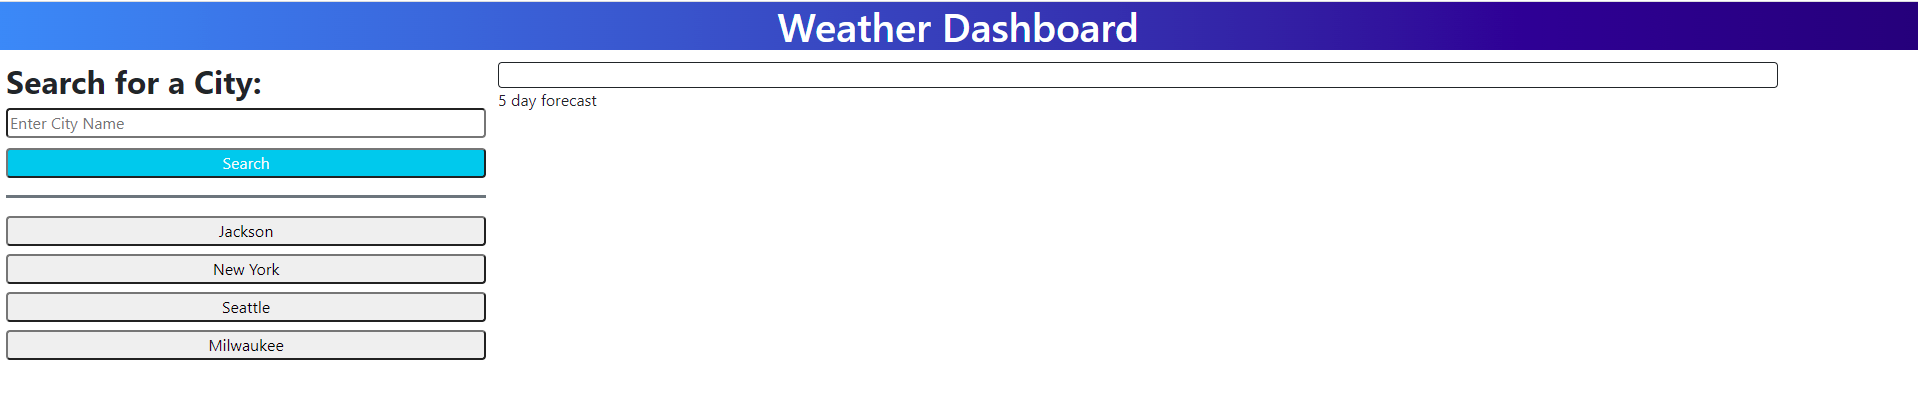 Weather Dashboard
Search for a City:
Enter City Name
Search
Jackson
New York
Seattle
Milwaukee
5 day forecast